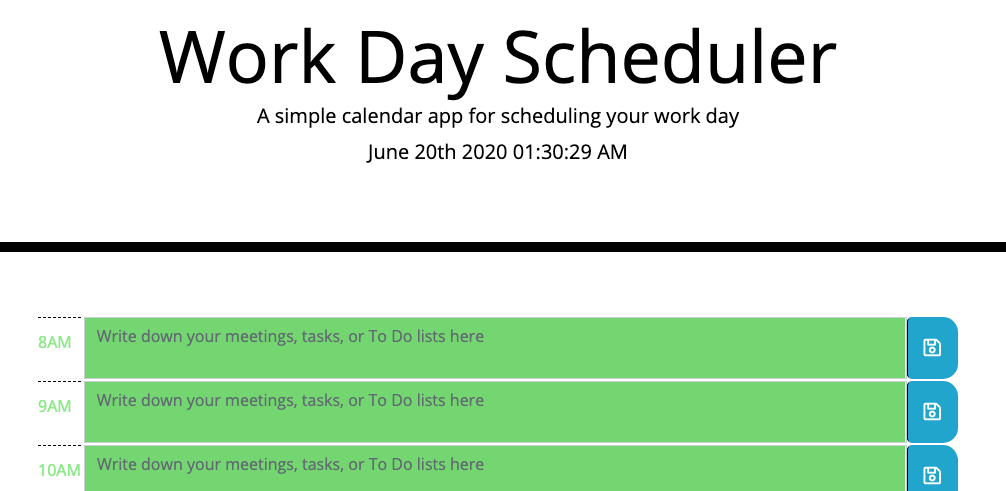 Work Day Scheduler
A simple calendar app for scheduling your work day
June 20th 2020 01:30:29 AM
8AM Write down your meetings, tasks, or To Do lists here
9AM Write down your meetings, tasks, or To Do lists here
10AM Write down your meetings, tasks, or To Do lists here